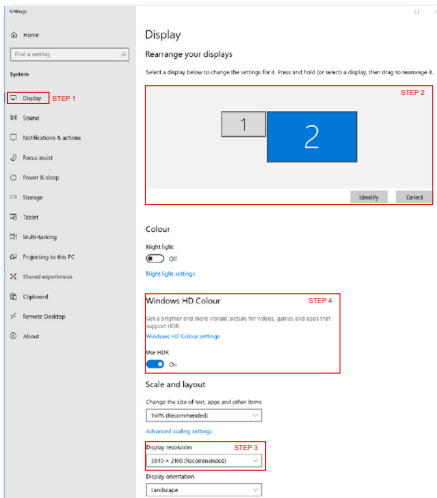 Settings
Home
Find a setting
System
Display STEP 1
Sound
Notifications & actions
Focus assist
Power & sleep
Storage
Tablet
Multi-tasking
Projecting to this PC
Shared experiences
Clipboard
Remote Desktop
About
Display
Rearrange your displays
Select a display below to change the settings for it. Press and hold (or select) a display, then drag to rearrange it.
STEP 2
1 2
Identify Detect
Colour
Night light
Off
Night light settings
Windows HD Colour STEP 4
Get a brighter and more vibrant picture for videos, games and apps that
support HDR.
Windows HD Colour settings
Use HDR
On
Scale and layout
Change the size of text, apps and other items
150% (Recommended)
Advanced scaling settings
Display resolution STEP 3
3840 × 2160 (Recommended)
Display orientation
Landscape